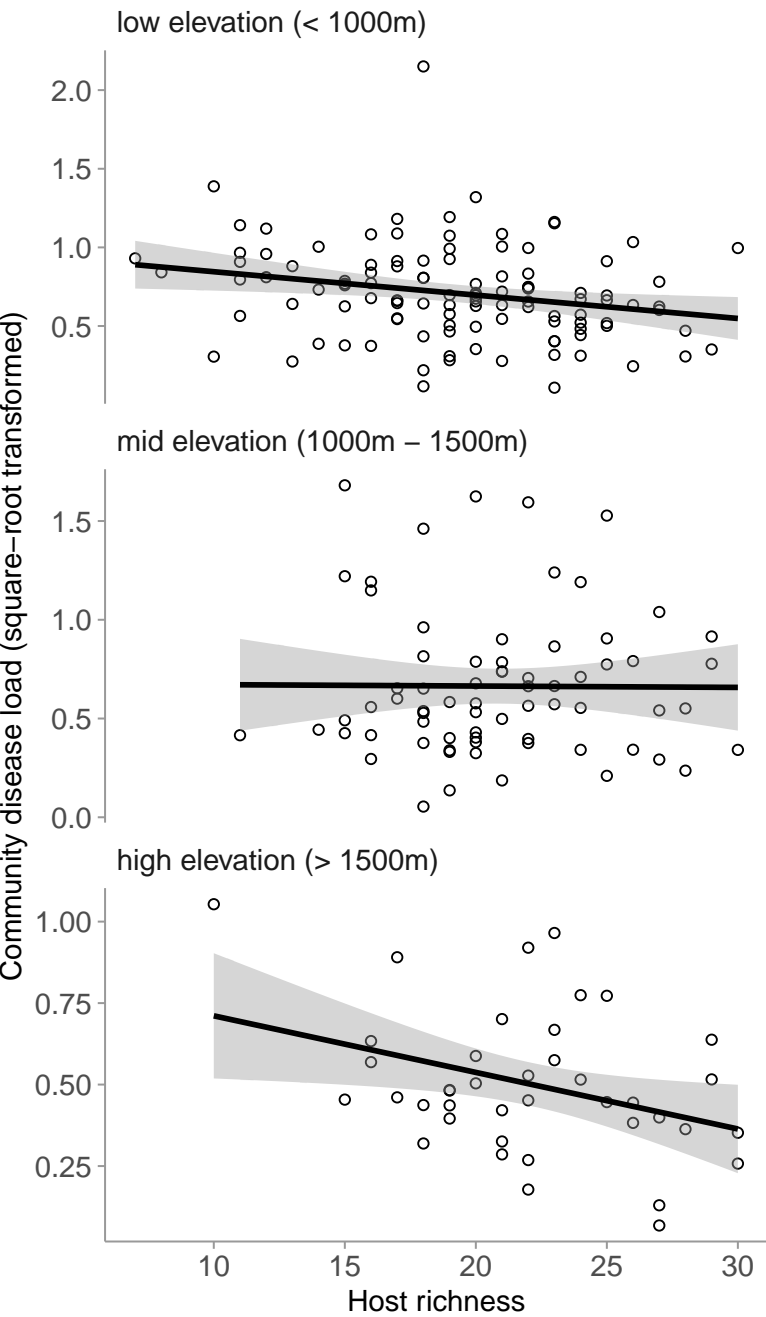 low elevation (< 1000m)
2.0
1.5
1.0
0.5
mid elevation (1000m − 1500m)
1.5
1.0
0.5
0.0
high elevation (> 1500m)
1.00
0.75
0.50
0.25
10 15 20 25 30
Host richness
Community disease load (square−root transformed)